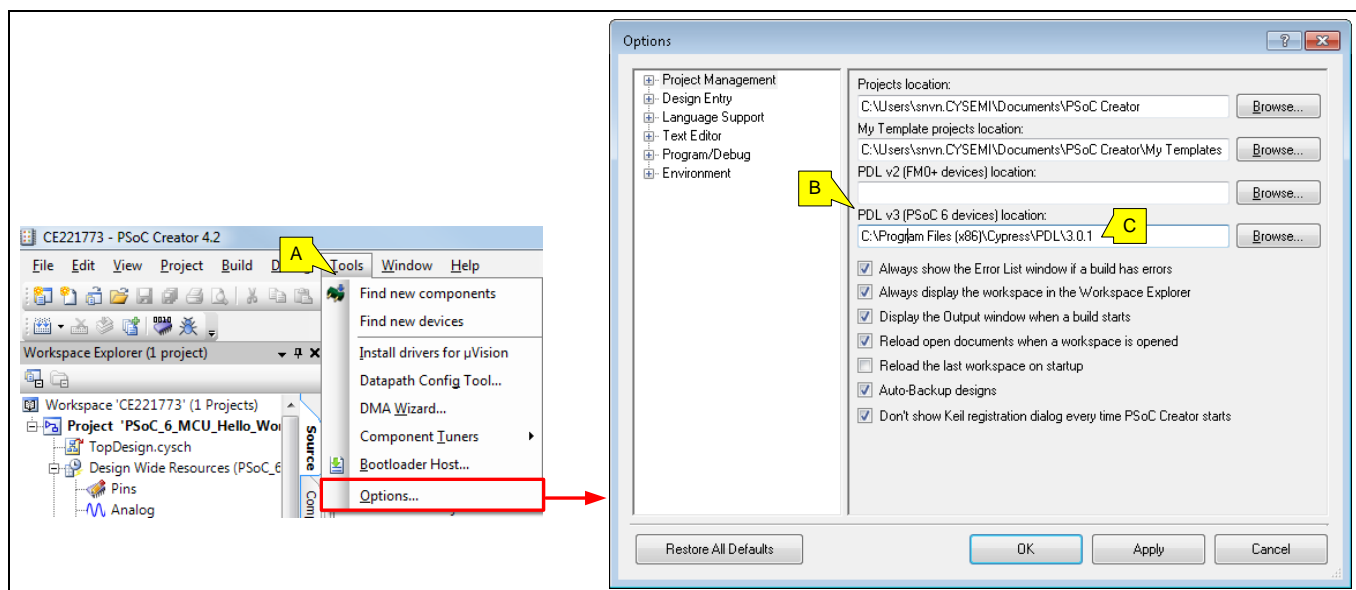 CE221773 - PSoC Creator 4.2
File Edit View Project Build D A Tools Window Help
Find new components
Find new devices
Install drivers for µVision
Datapath Config Tool...
DMA Wizard...
Component Tuners
Bootloader Host...
Options...
Workspace Explorer (1 project)
Workspace 'CE221773' (1 Projects)
Project 'PSoC_6_MCU_Hello_Wor
TopDesign.cysch
Design Wide Resources (PSoC_6
Pins
Analog
Source
Com
Options
Project Management
Design Entry
Language Support
Text Editor
Program/Debug
Environment
Projects location:
C:\Users\snvn.CYSEMI\Documents\PSoC Creator Browse...
My Template projects location:
C:\Users\snvn.CYSEMI\Documents\PSoC Creator\My Templates Browse...
PDL v2 (FM0+ devices) location:
Browse...
B
PDL v3 (PSoC 6 devices) location:
C:\Program Files (x86)\Cypress\PDL\3.0.1 C Browse...
Always show the Error List window if a build has errors
Always display the workspace in the Workspace Explorer
Display the Output window when a build starts
Reload open documents when a workspace is opened
Reload the last workspace on startup
Auto-Backup designs
Don't show Keil registration dialog every time PSoC Creator starts
Restore All Defaults OK Apply Cancel